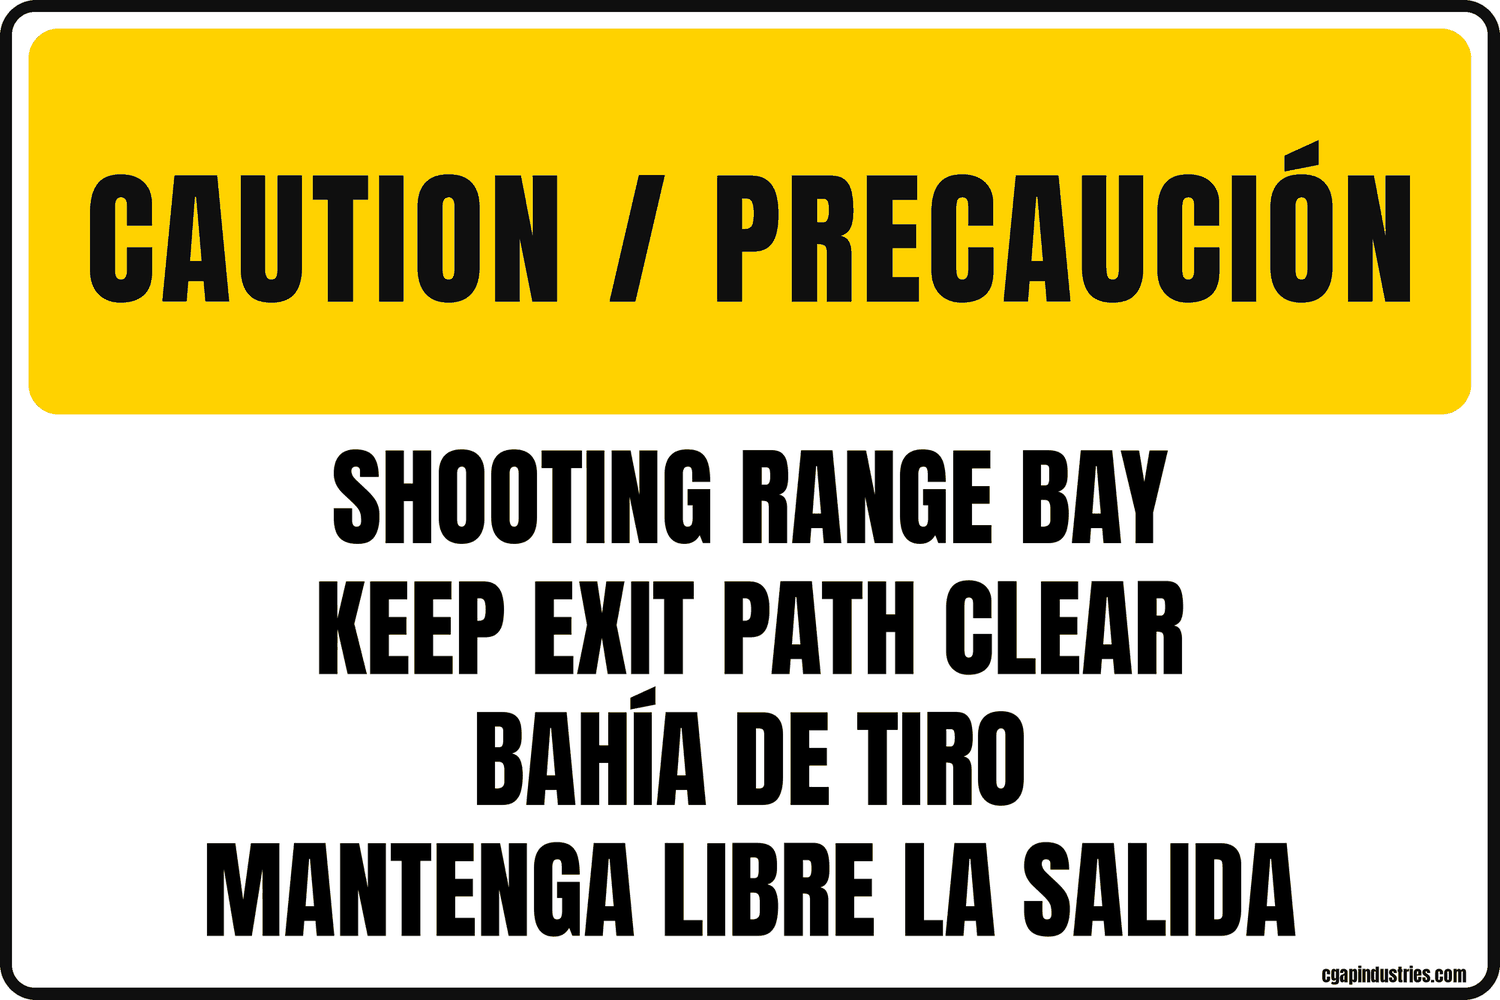 CAUTION / PRECAUCIÓN
SHOOTING RANGE BAY
KEEP EXIT PATH CLEAR
BAHÍA DE TIRO
MANTENGA LIBRE LA SALIDA
cgapindustries.com